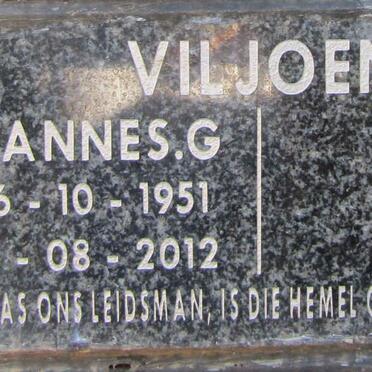 VILJOEN
ANNES.G
6 - 10 - 1951
- 08 - 2012
AS ONS LEIDSMAN, IS DIE HEMEL